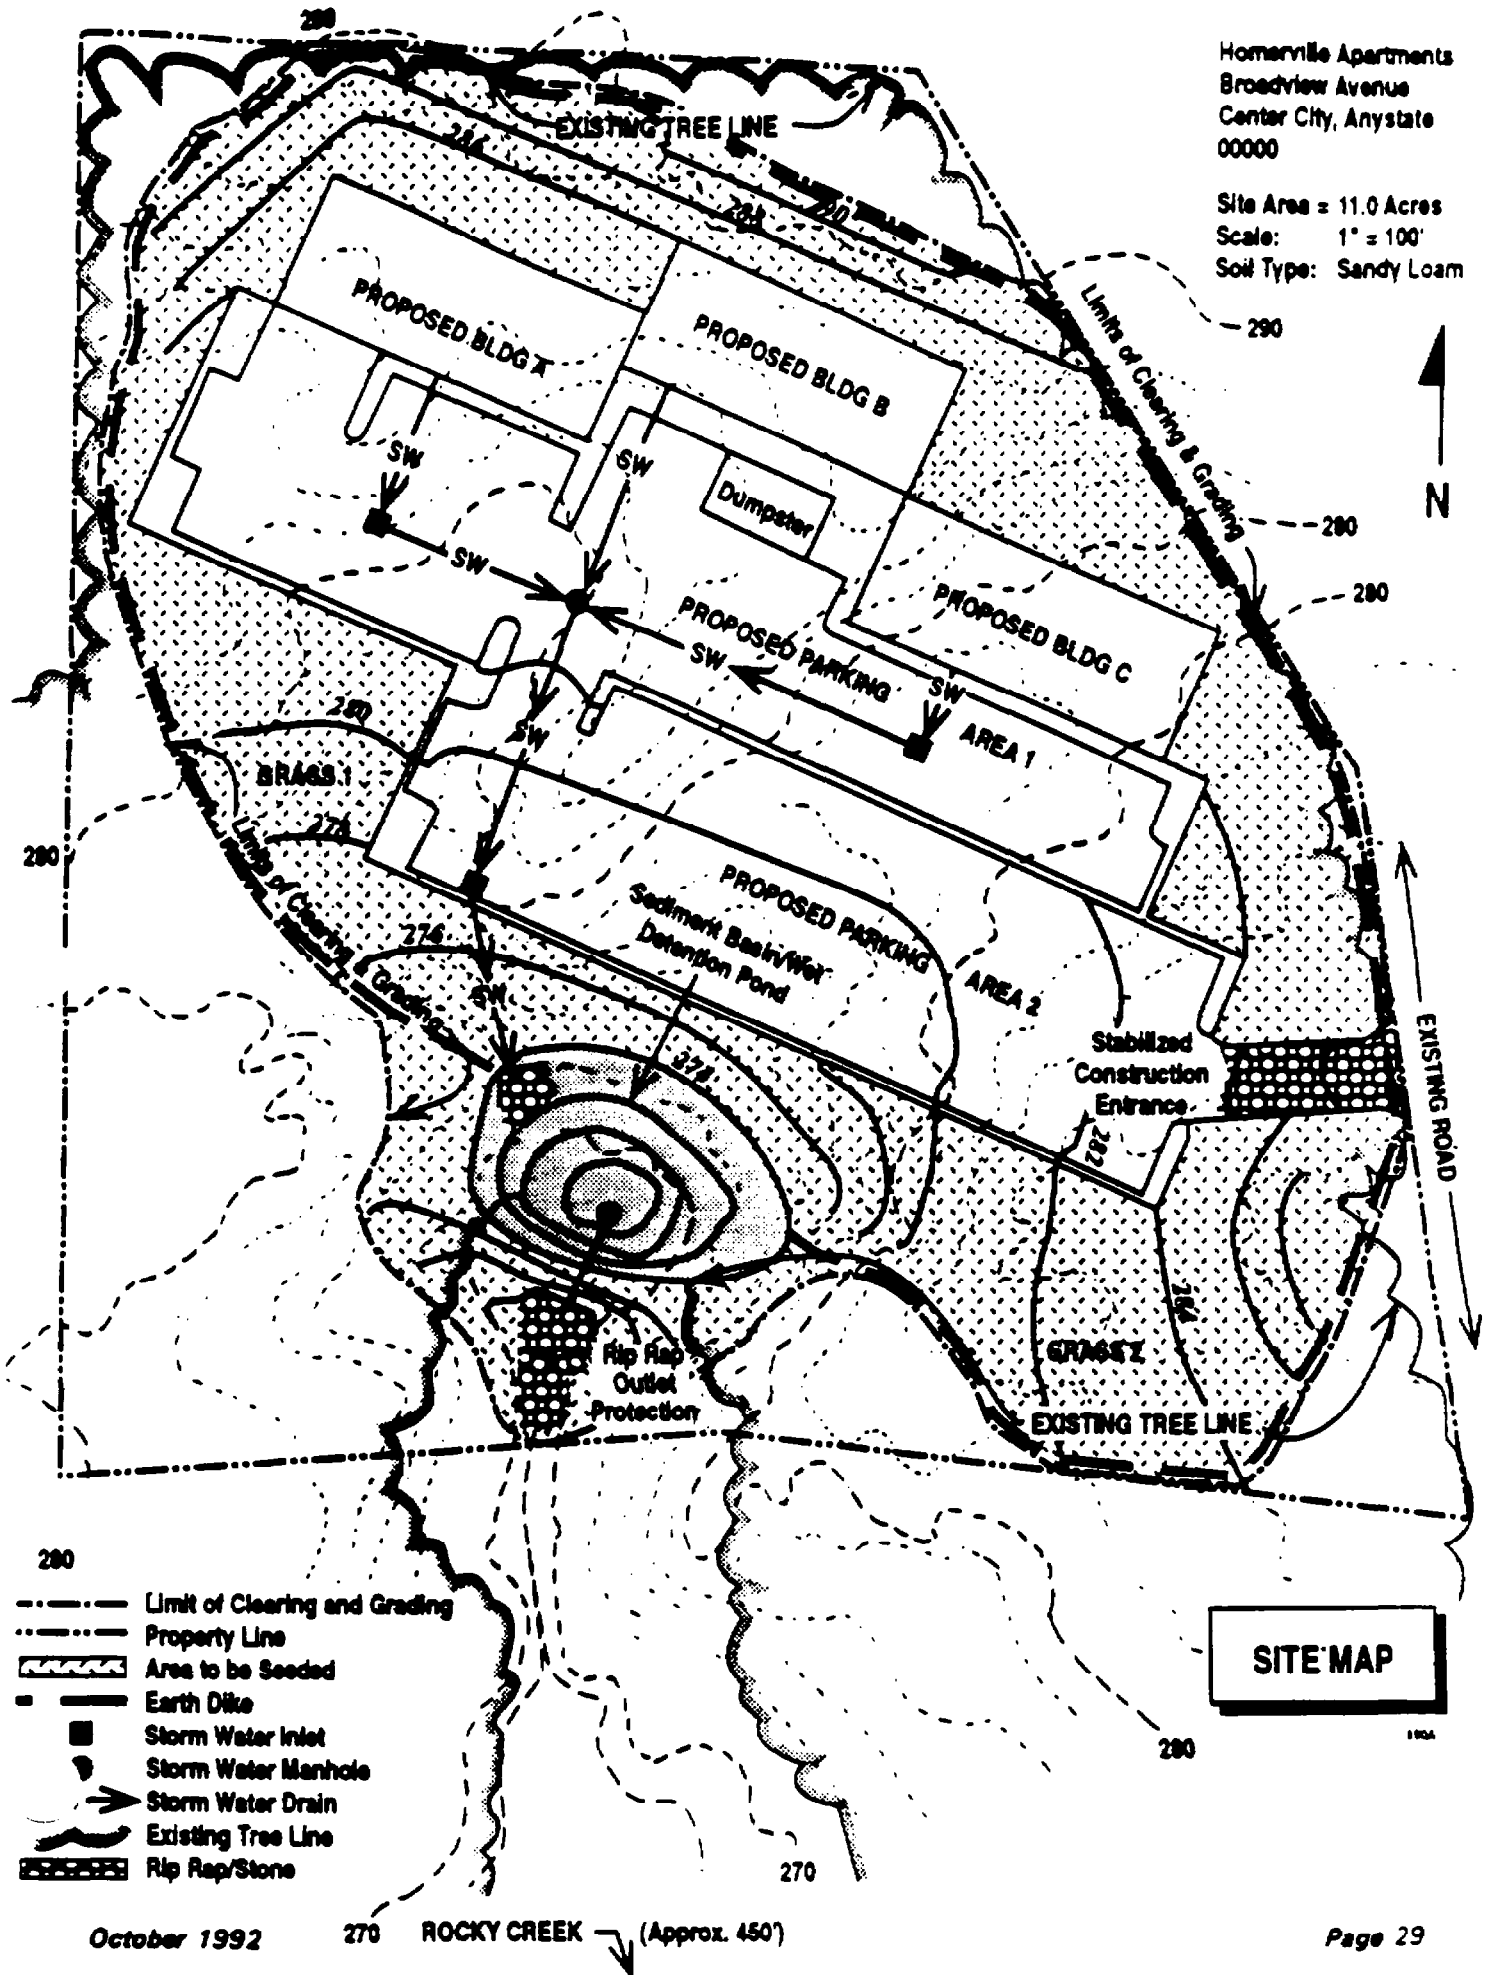 Homerville Apartments
Broadview Avenue
Center City, Anystate
00000
Site Area = 11.0 Acres
Scale: 1" = 100'
Soil Type: Sandy Loam
N
EXISTING TREE LINE
290
280
280
PROPOSED BLDG A
PROPOSED BLDG B
Dumpster
PROPOSED BLDG C
Limits of Clearing & Grading
SW
SW
SW
SW
SW
SW
SW
PROPOSED PARKING
AREA 1
280
GRASS 1
278
280
Limits of Clearing & Grading
276
PROPOSED PARKING
AREA 2
Sediment Basin/Wet
Detention Pond
274
Stabilized
Construction
Entrance
EXISTING ROAD
282
284
GRASS 2
EXISTING TREE LINE
Rip Rap
Outlet
Protection
280
Limit of Clearing and Grading
Property Line
Area to be Seeded
Earth Dike
Storm Water Inlet
Storm Water Manhole
Storm Water Drain
Existing Tree Line
Rip Rap/Stone
SITE MAP
280
270
270
ROCKY CREEK (Approx. 450')
October 1992
Page 29